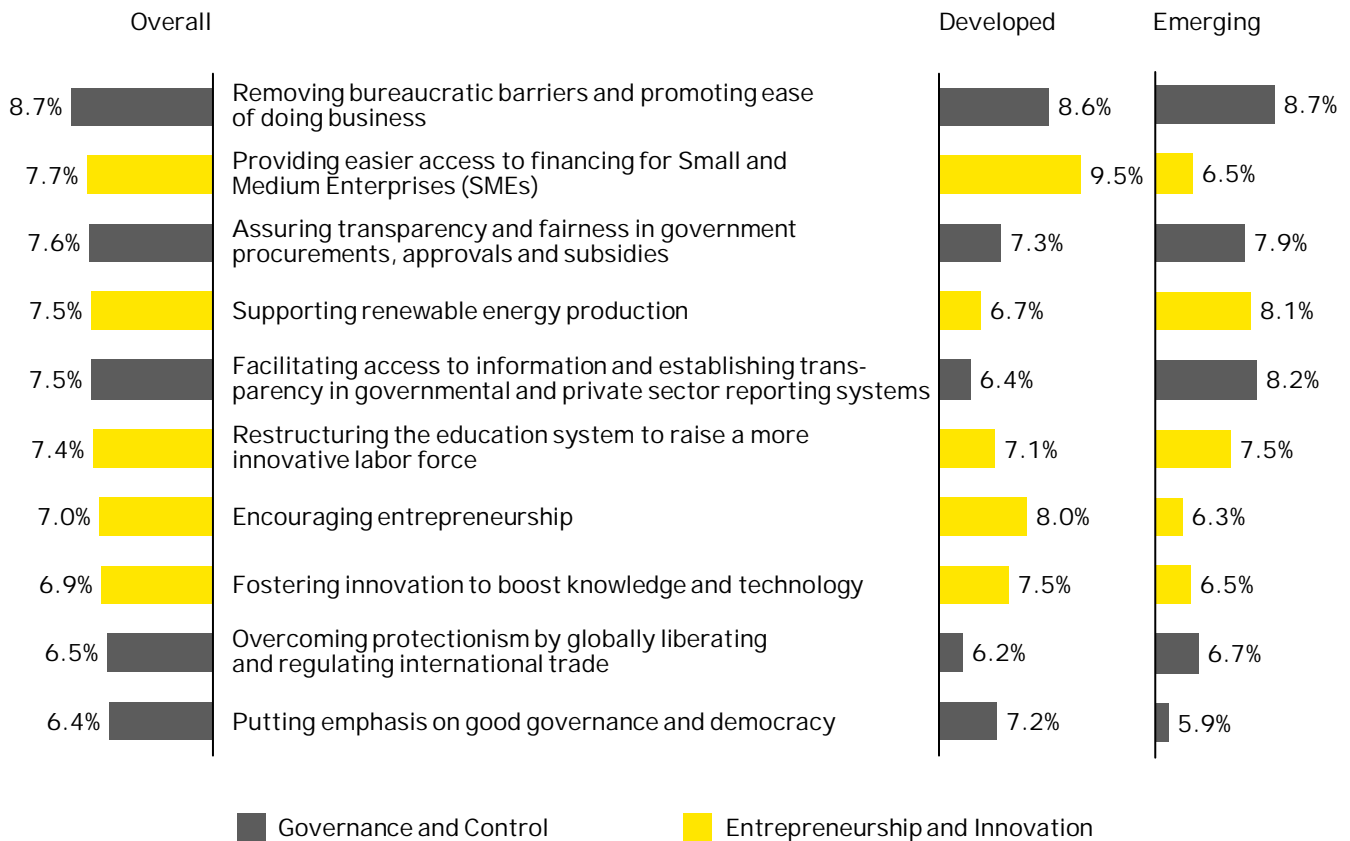 Overall
Developed
Emerging
8.7%
Removing bureaucratic barriers and promoting ease
of doing business
8.6%
8.7%
7.7%
Providing easier access to financing for Small and
Medium Enterprises (SMEs)
9.5%
6.5%
7.6%
Assuring transparency and fairness in government
procurements, approvals and subsidies
7.3%
7.9%
7.5%
Supporting renewable energy production
6.7%
8.1%
7.5%
Facilitating access to information and establishing trans-
parency in governmental and private sector reporting systems
6.4%
8.2%
7.4%
Restructuring the education system to raise a more
innovative labor force
7.1%
7.5%
7.0%
Encouraging entrepreneurship
8.0%
6.3%
6.9%
Fostering innovation to boost knowledge and technology
7.5%
6.5%
6.5%
Overcoming protectionism by globally liberating
and regulating international trade
6.2%
6.7%
6.4%
Putting emphasis on good governance and democracy
7.2%
5.9%
Governance and Control
Entrepreneurship and Innovation